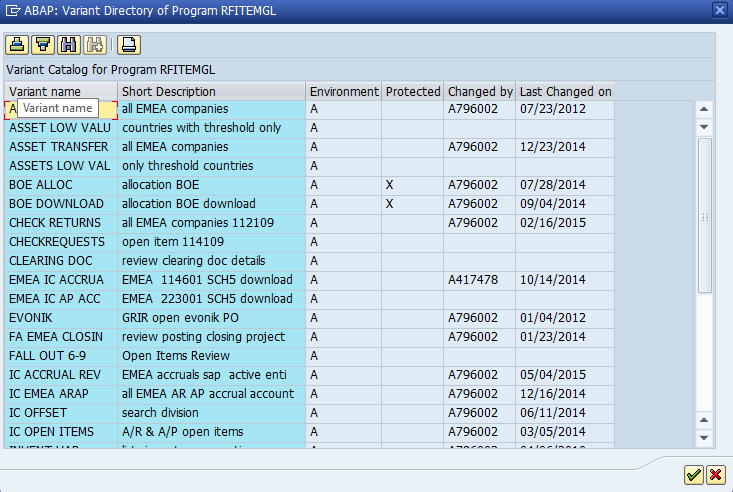 ABAP: Variant Directory of Program RFITEMGL
Variant Catalog for Program RFITEMGL
Variant name Short Description Environment Protected Changed by Last Changed on
Variant name all EMEA companies A A796002 07/23/2012
ASSET LOW VALU countries with threshold only A
ASSET TRANSFER all EMEA companies A A796002 12/23/2014
ASSETS LOW VAL only threshold countries A
BOE ALLOC allocation BOE A X A796002 07/28/2014
BOE DOWNLOAD allocation BOE download A X A796002 09/04/2014
CHECK RETURNS all EMEA companies 112109 A A796002 02/16/2015
CHECKREQUESTS open item 114109 A
CLEARING DOC review clearing doc details A
EMEA IC ACCRUA EMEA 114601 SCH5 download A A417478 10/14/2014
EMEA IC AP ACC EMEA 223001 SCH5 download A
EVONIK GRIR open evonik PO A A796002 01/04/2012
FA EMEA CLOSIN review posting closing project A A796002 01/23/2014
FALL OUT 6-9 Open Items Review A
IC ACCRUAL REV EMEA accruals sap active enti A A796002 05/04/2015
IC EMEA ARAP all EMEA AR AP accrual account A A796002 12/16/2014
IC OFFSET search division A A796002 06/11/2014
IC OPEN ITEMS A/R & A/P open items A A796002 03/05/2014